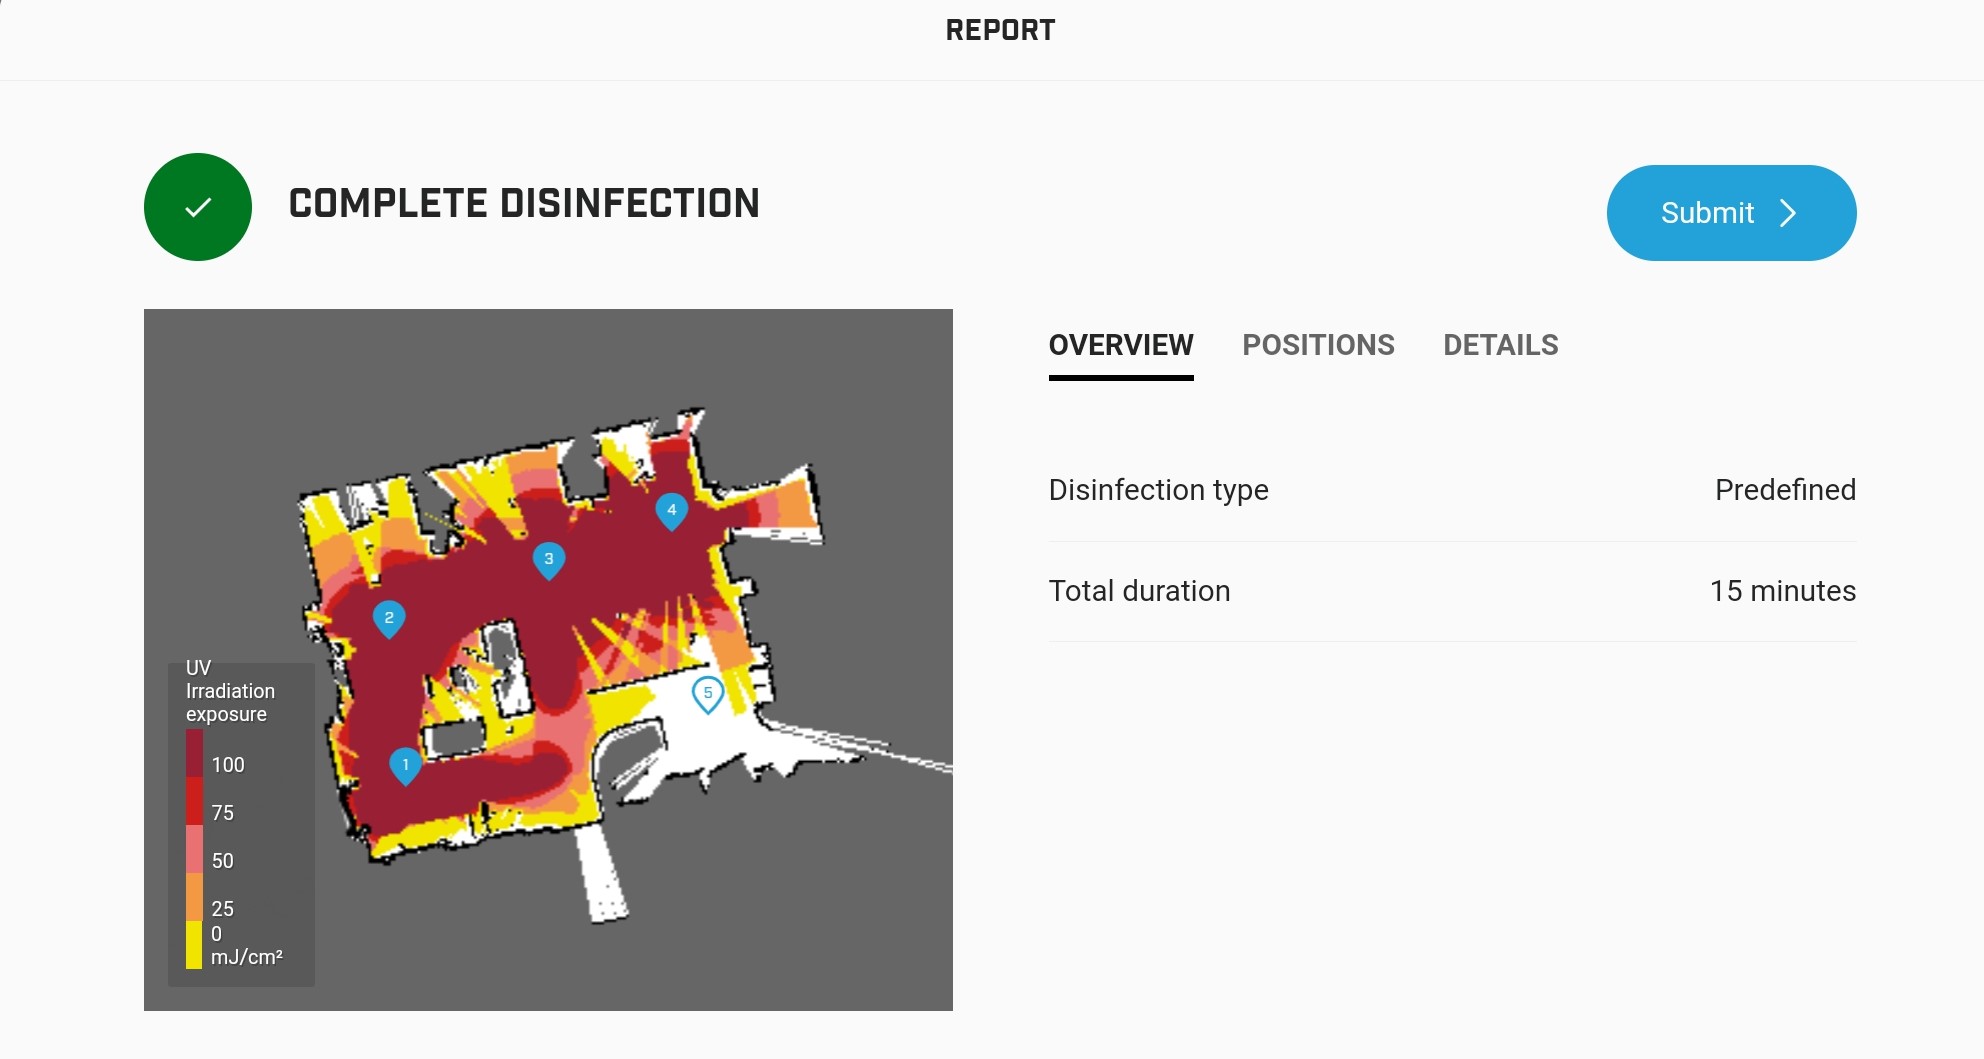 REPORT
COMPLETE DISINFECTION
Submit
OVERVIEW POSITIONS DETAILS
Disinfection type Predefined
Total duration 15 minutes
4
3
2
5
1
UV
Irradiation
exposure
100
75
50
25
0
mJ/cm²